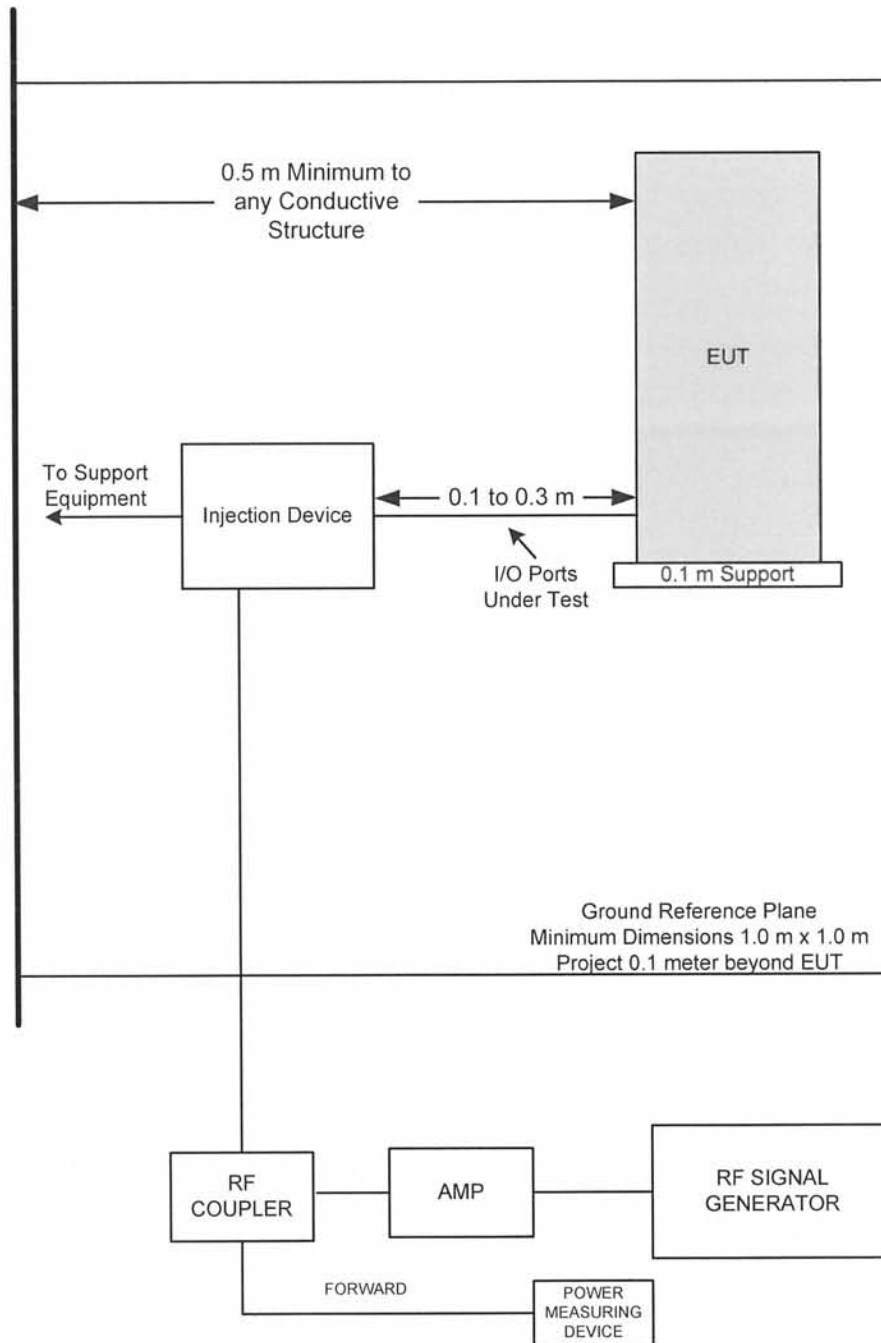 0.5 m Minimum to
any Conductive
Structure
EUT
To Support
Equipment
Injection Device
0.1 to 0.3 m
I/O Ports
Under Test
0.1 m Support
Ground Reference Plane
Minimum Dimensions 1.0 m x 1.0 m
Project 0.1 meter beyond EUT
RF
COUPLER
AMP
RF SIGNAL
GENERATOR
FORWARD
POWER
MEASURING
DEVICE